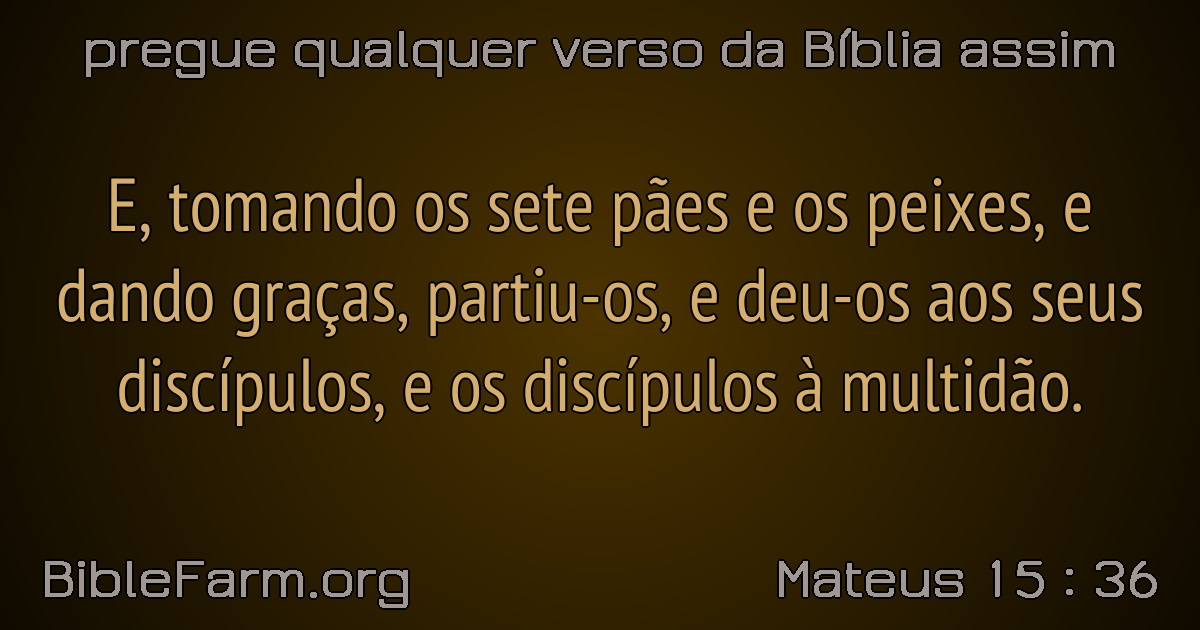 pregue qualquer verso da Bíblia assim
E, tomando os sete pães e os peixes, e
dando graças, partiu-os, e deu-os aos seus
discípulos, e os discípulos à multidão.
BibleFarm.org
Mateus 15 : 36